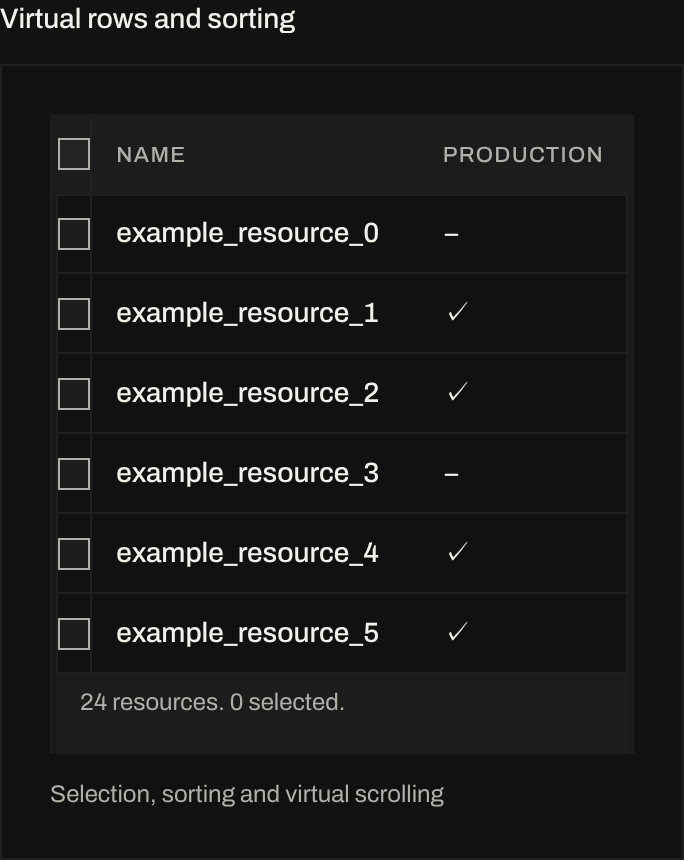 Virtual rows and sorting
NAME PRODUCTION
example_resource_0 –
example_resource_1 ✓
example_resource_2 ✓
example_resource_3 –
example_resource_4 ✓
example_resource_5 ✓
24 resources. 0 selected.
Selection, sorting and virtual scrolling